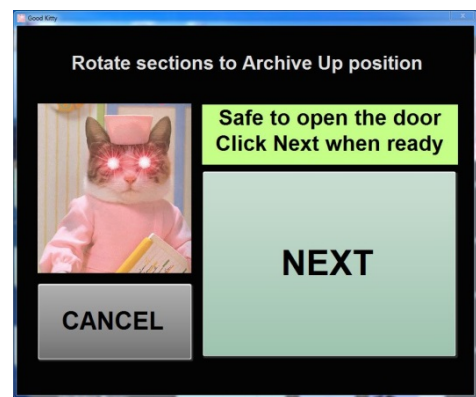 Good Kitty
Rotate sections to Archive Up position
Safe to open the door
Click Next when ready
NEXT
CANCEL